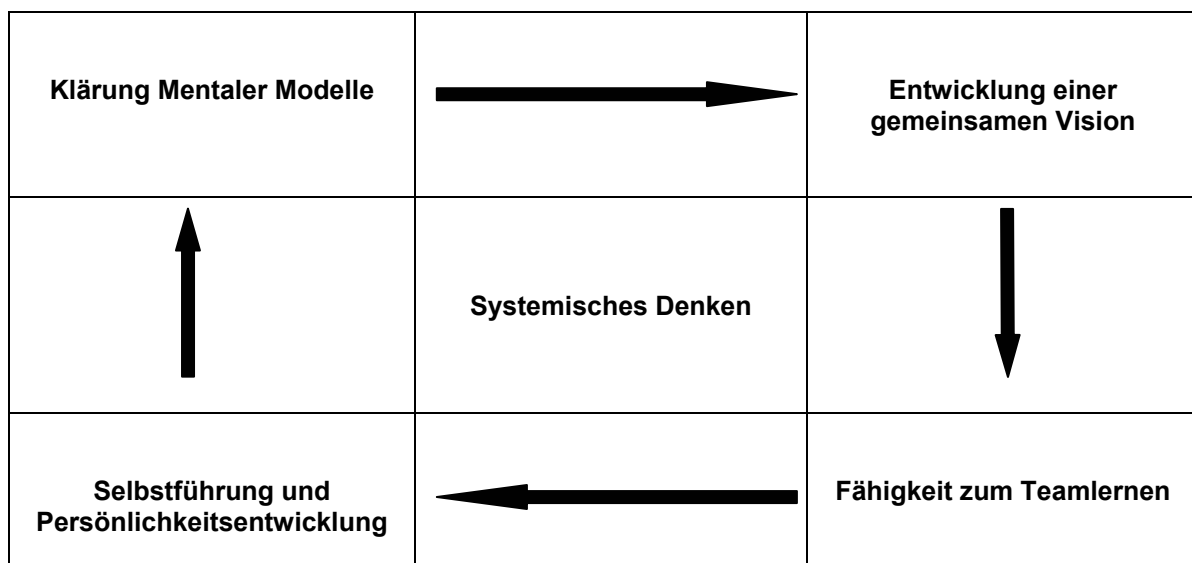 Klärung Mentaler Modelle
Entwicklung einer
gemeinsamen Vision
Systemisches Denken
Selbstführung und
Persönlichkeitsentwicklung
Fähigkeit zum Teamlernen